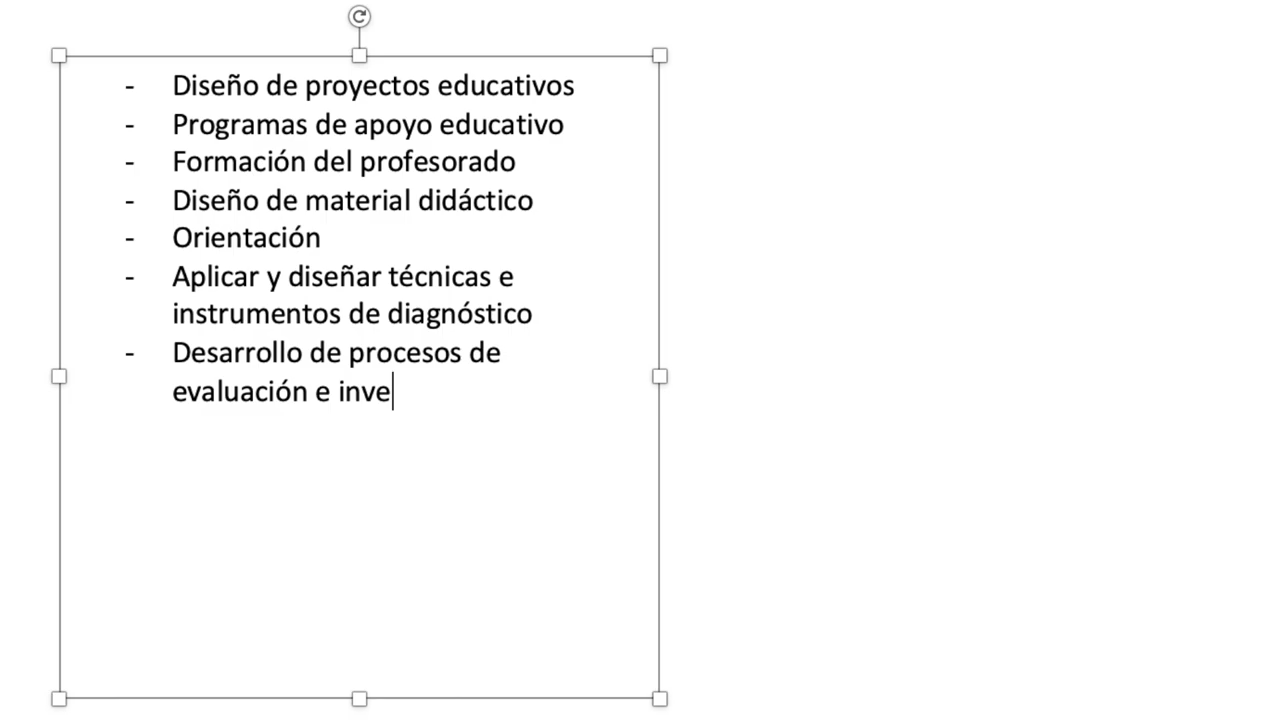 - Diseño de proyectos educativos
- Programas de apoyo educativo
- Formación del profesorado
- Diseño de material didáctico
- Orientación
- Aplicar y diseñar técnicas e
instrumentos de diagnóstico
- Desarrollo de procesos de
evaluación e inve